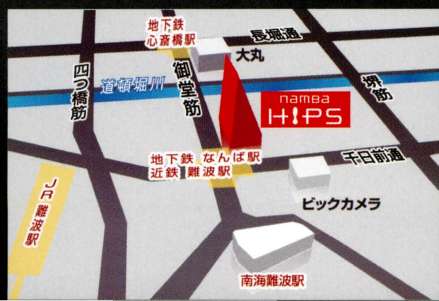 地下鉄
心斎橋駅
長堀通
大丸
四つ橋筋
道頓堀川
御堂筋
堺筋
namba
H!PS
地下鉄 なんば駅
近鉄 難波駅
千日前通
JR難波駅
ビックカメラ
南海難波駅